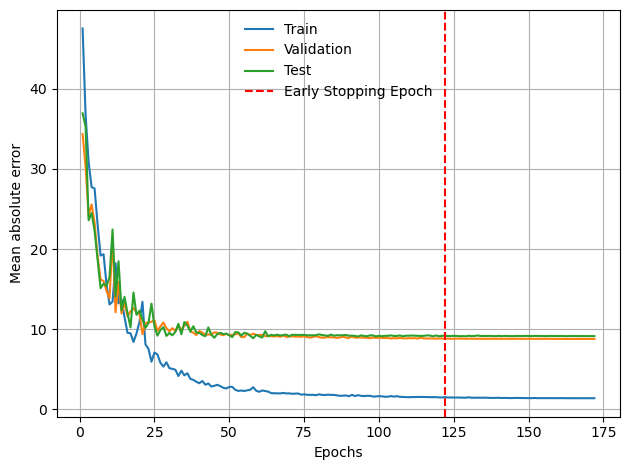 Train
Validation
Test
Early Stopping Epoch
Mean absolute error
40
30
20
10
0
0 25 50 75 100 125 150 175
Epochs